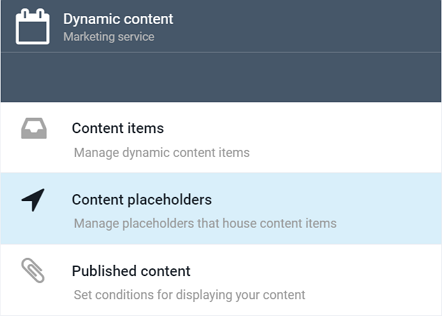 Dynamic content
Marketing service
Content items
Manage dynamic content items
Content placeholders
Manage placeholders that house content items
Published content
Set conditions for displaying your content